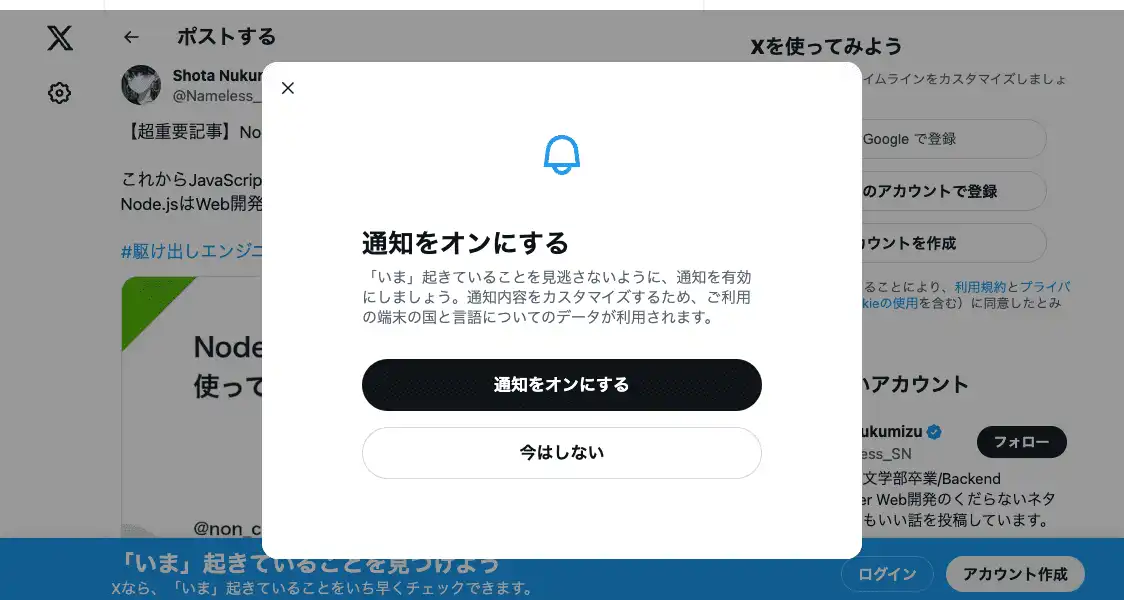 ポストする
Shota Nukur
@Nameless_
【超重要記事】No
これからJavaScrip
Node.jsはWeb開発
#駆け出しエンジニ
Node
使って
@non_c
通知をオンにする
「いま」起きていることを見逃さないように、通知を有効
にしましょう。通知内容をカスタマイズするため、ご利用
の端末の国と言語についてのデータが利用されます。
通知をオンにする
今はしない
Xを使ってみよう
イムラインをカスタマイズしましょ
Google で登録
のアカウントで登録
カウントを作成
ることにより、利用規約とプライバ
kieの使用を含む）に同意したとみ
いアカウント
ukumizu
ess_SN
フォロー
文学部卒業/Backend
er Web開発のくだらないネタ
もいい話を投稿しています。
「いま」起きていることを見つけよう
Xなら、「いま」起きていることをいち早くチェックできます。
ログイン
アカウント作成